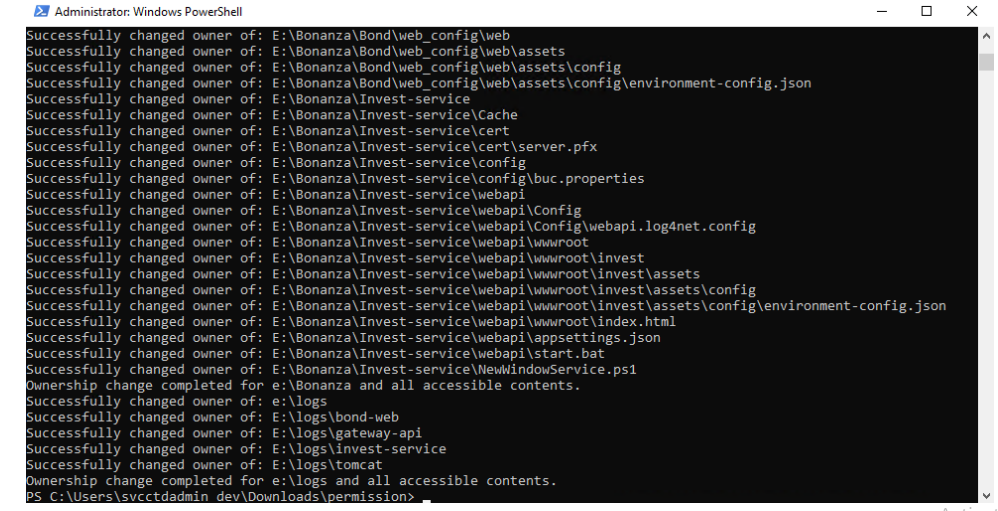 Administrator: Windows PowerShell
Successfully changed owner of: E:\Bonanza\Bond\web_config\web
Successfully changed owner of: E:\Bonanza\Bond\web_config\web\assets
Successfully changed owner of: E:\Bonanza\Bond\web_config\web\assets\config
Successfully changed owner of: E:\Bonanza\Bond\web_config\web\assets\config\environment-config.json
Successfully changed owner of: E:\Bonanza\Invest-service
Successfully changed owner of: E:\Bonanza\Invest-service\Cache
Successfully changed owner of: E:\Bonanza\Invest-service\cert
Successfully changed owner of: E:\Bonanza\Invest-service\cert\server.pfx
Successfully changed owner of: E:\Bonanza\Invest-service\config
Successfully changed owner of: E:\Bonanza\Invest-service\config\buc.properties
Successfully changed owner of: E:\Bonanza\Invest-service\webapi
Successfully changed owner of: E:\Bonanza\Invest-service\webapi\Config
Successfully changed owner of: E:\Bonanza\Invest-service\webapi\Config\webapi.log4net.config
Successfully changed owner of: E:\Bonanza\Invest-service\webapi\wwwroot
Successfully changed owner of: E:\Bonanza\Invest-service\webapi\wwwroot\invest
Successfully changed owner of: E:\Bonanza\Invest-service\webapi\wwwroot\invest\assets
Successfully changed owner of: E:\Bonanza\Invest-service\webapi\wwwroot\invest\assets\config
Successfully changed owner of: E:\Bonanza\Invest-service\webapi\wwwroot\invest\assets\config\environment-config.json
Successfully changed owner of: E:\Bonanza\Invest-service\webapi\wwwroot\index.html
Successfully changed owner of: E:\Bonanza\Invest-service\webapi\appsettings.json
Successfully changed owner of: E:\Bonanza\Invest-service\webapi\start.bat
Successfully changed owner of: E:\Bonanza\Invest-service\NewWindowService.ps1
Ownership change completed for e:\Bonanza and all accessible contents.
Successfully changed owner of: e:\logs
Successfully changed owner of: E:\logs\bond-web
Successfully changed owner of: E:\logs\gateway-api
Successfully changed owner of: E:\logs\invest-service
Successfully changed owner of: E:\logs\tomcat
Ownership change completed for e:\logs and all accessible contents.
PS C:\Users\svcctdadmin_dev\Downloads\permission>